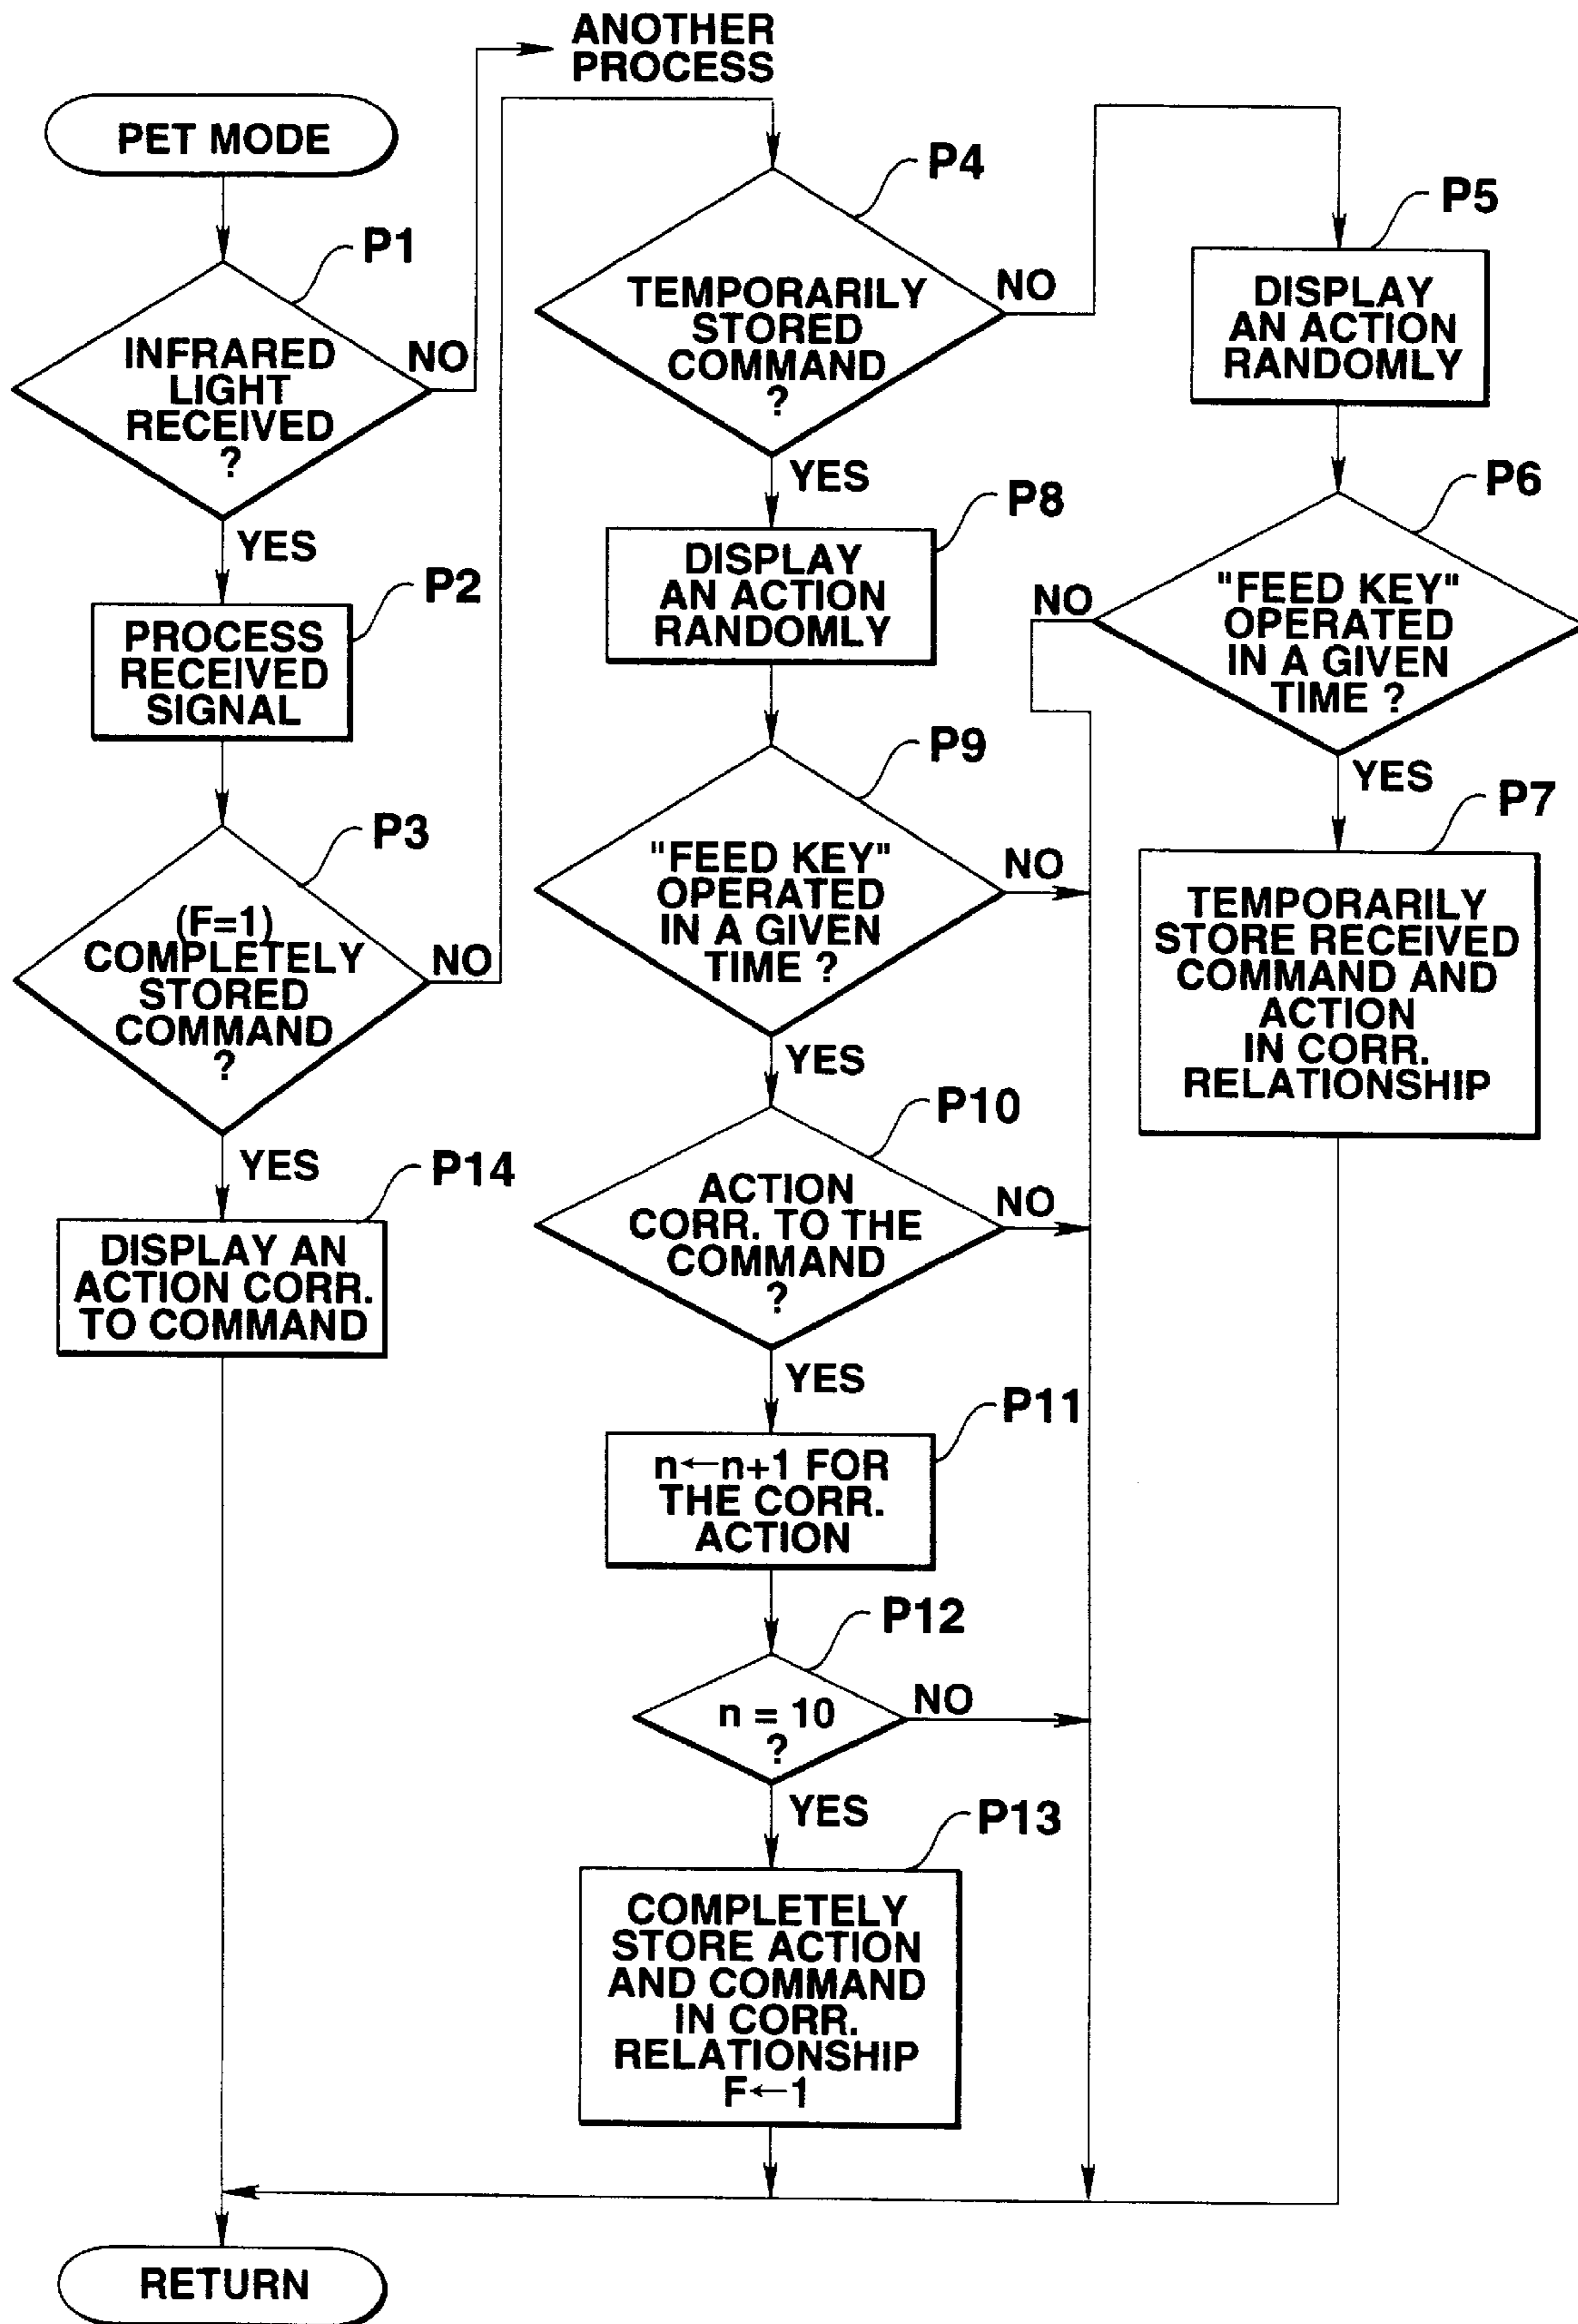 ANOTHER
PROCESS
PET MODE
P1
INFRARED
LIGHT
RECEIVED
?
NO
YES
P2
PROCESS
RECEIVED
SIGNAL
P3
(F=1)
COMPLETELY
STORED
COMMAND
?
NO
YES
P14
DISPLAY AN
ACTION CORR.
TO COMMAND
P4
TEMPORARILY
STORED
COMMAND
?
NO
YES
P8
DISPLAY
AN ACTION
RANDOMLY
P9
"FEED KEY"
OPERATED
IN A GIVEN
TIME ?
NO
YES
P10
ACTION
CORR. TO THE
COMMAND
?
NO
YES
P11
n←n+1 FOR
THE CORR.
ACTION
P12
n = 10
?
NO
YES
P13
COMPLETELY
STORE ACTION
AND COMMAND
IN CORR.
RELATIONSHIP
F←1
P5
DISPLAY
AN ACTION
RANDOMLY
P6
"FEED KEY"
OPERATED
IN A GIVEN
TIME ?
NO
YES
P7
TEMPORARILY
STORE RECEIVED
COMMAND AND
ACTION
IN CORR.
RELATIONSHIP
RETURN